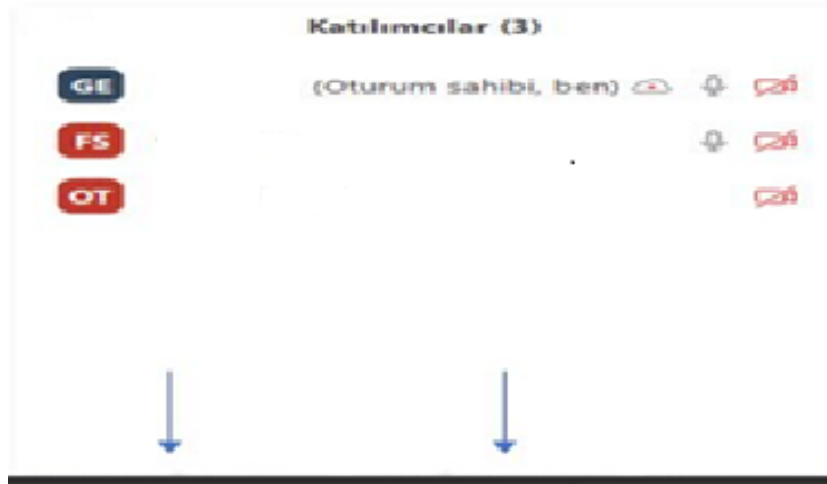 Katılımcılar (3)
GE (Oturum sahibi, ben)
FS
OT